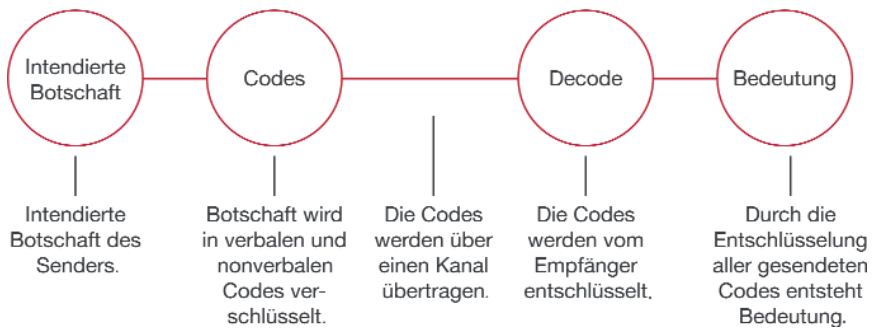 Intendierte
Botschaft
Codes
Decode
Bedeutung
Intendierte
Botschaft des
Senders.
Botschaft wird
in verbalen und
nonverbalen
Codes ver-
schlüsselt.
Die Codes
werden über
einen Kanal
übertragen.
Die Codes
werden vom
Empfänger
entschlüsselt.
Durch die
Entschlüsselung
aller gesendeten
Codes entsteht
Bedeutung.